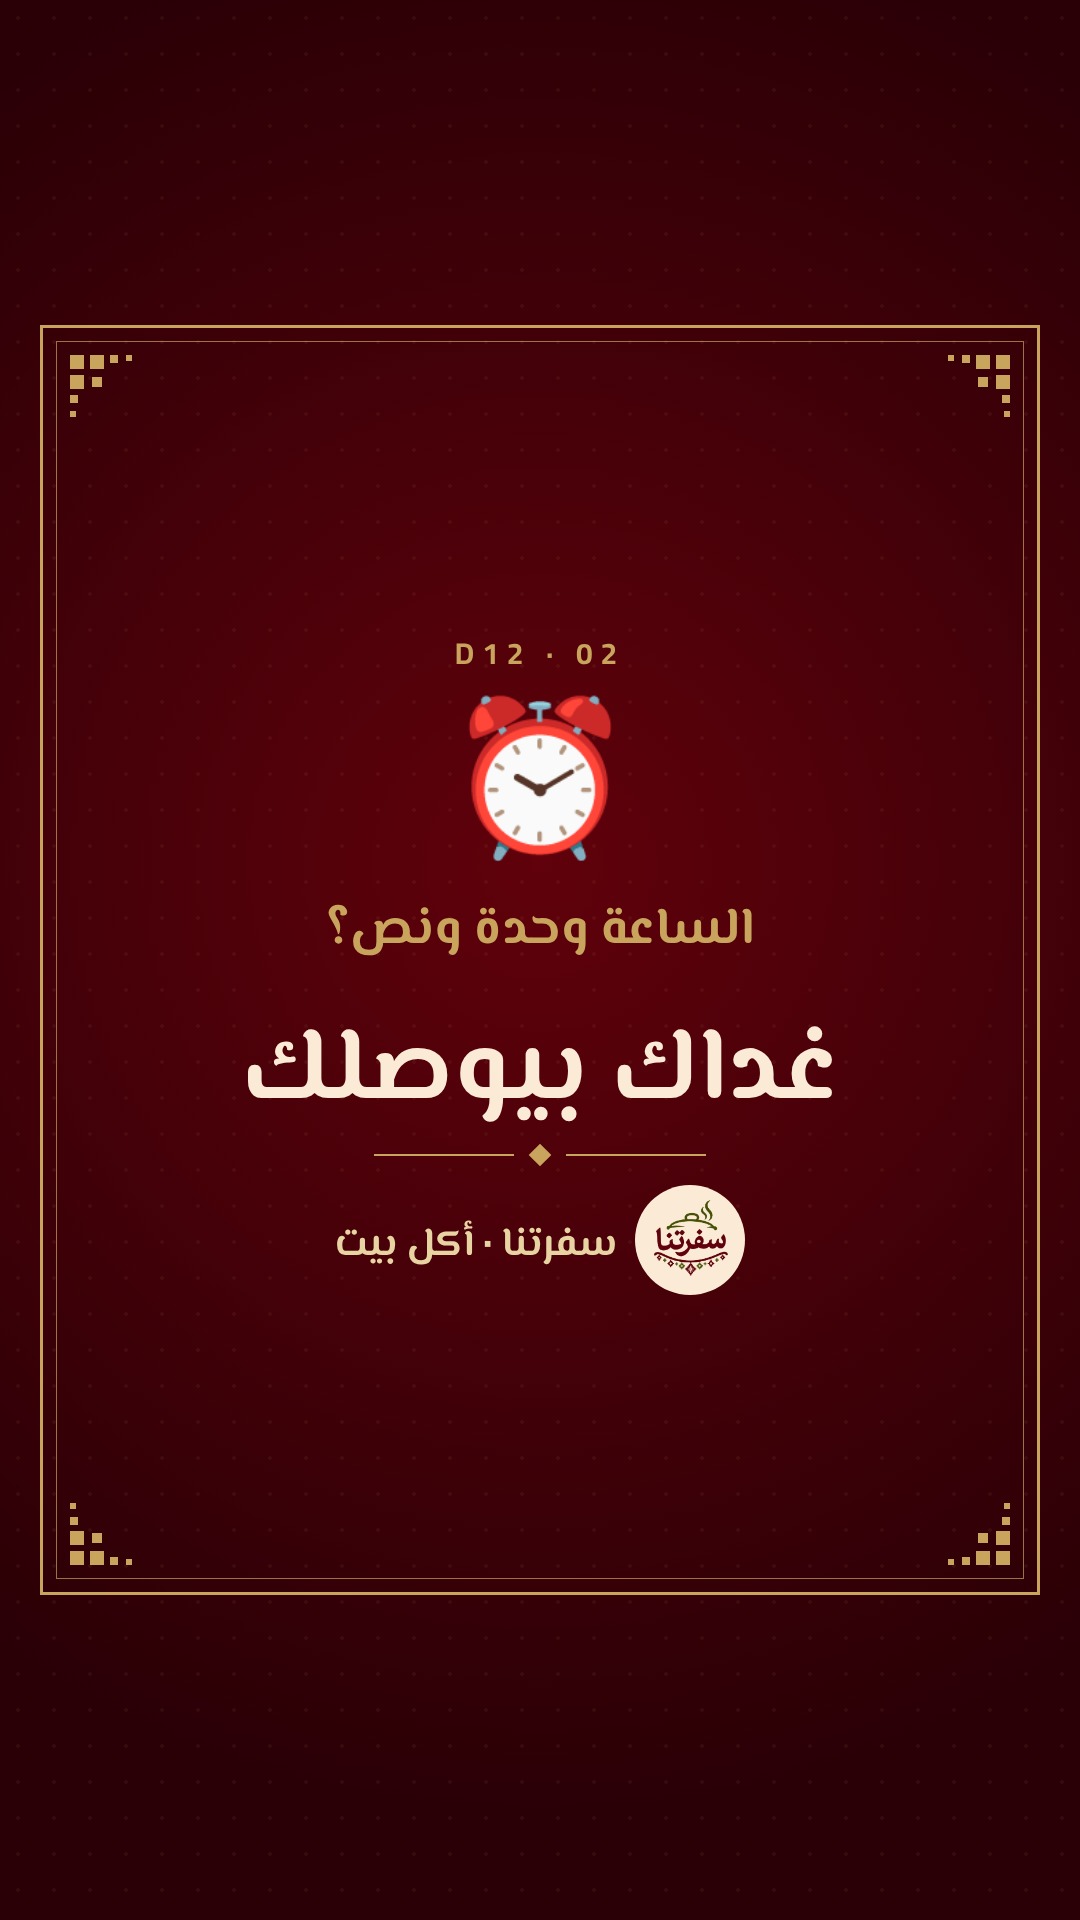 D12 · 02
الساعة وحدة ونص؟
غداك بيوصلك
سفرتنا
سفرتنا · أكل بيت